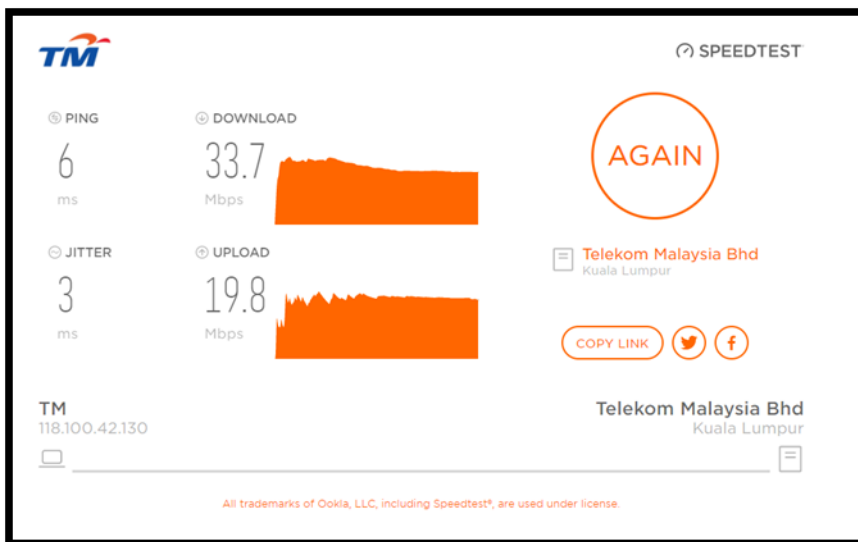 TM
SPEEDTEST
PING
6
ms
DOWNLOAD
33.7
Mbps
AGAIN
JITTER
3
ms
UPLOAD
19.8
Mbps
Telekom Malaysia Bhd
Kuala Lumpur
COPY LINK
TM
118.100.42.130
Telekom Malaysia Bhd
Kuala Lumpur
All trademarks of Ookla, LLC, including Speedtest®, are used under license.